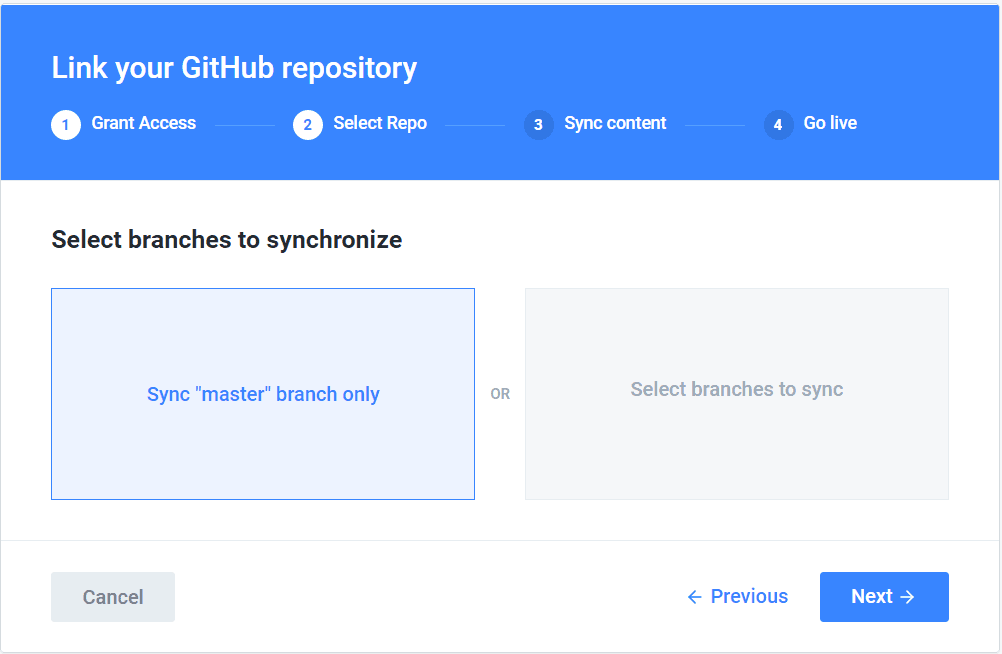 Link your GitHub repository
1 Grant Access 2 Select Repo 3 Sync content 4 Go live
Select branches to synchronize
Sync "master" branch only OR Select branches to sync
Cancel ← Previous Next →